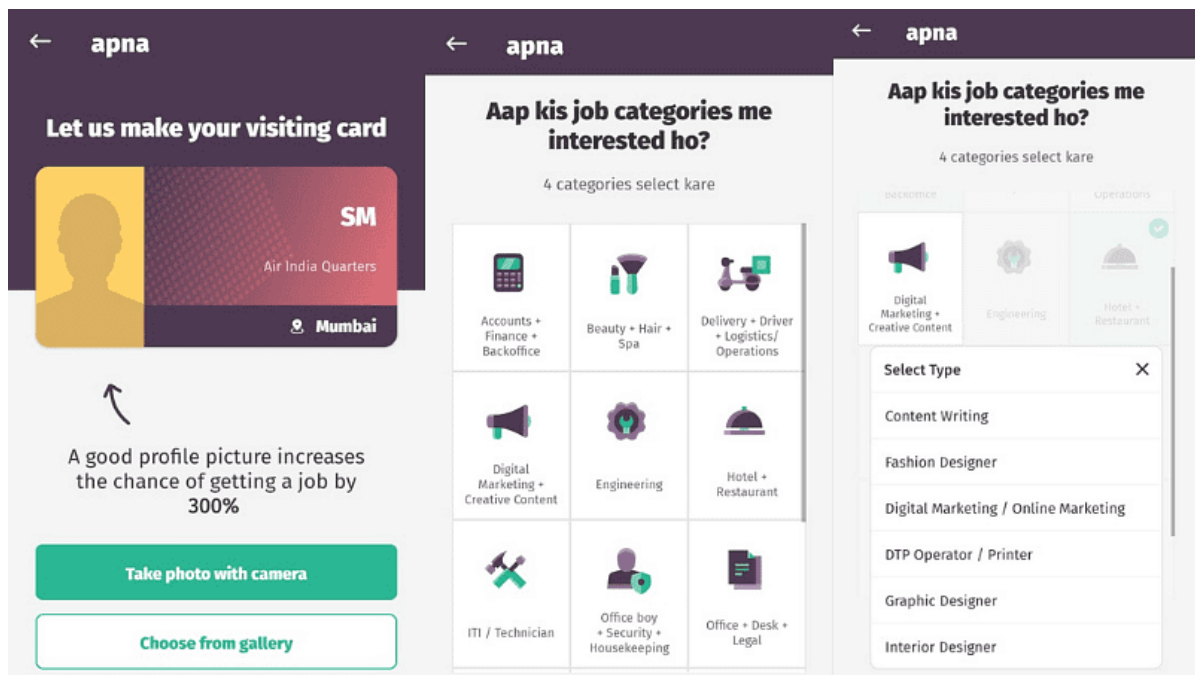 apna
Let us make your visiting card
SM
Air India Quarters
Mumbai
A good profile picture increases
the chance of getting a job by
300%
Take photo with camera
Choose from gallery
apna
Aap kis job categories me
interested ho?
4 categories select kare
Accounts +
Finance +
Backoffice
Beauty + Hair +
Spa
Delivery + Driver
+ Logistics/
Operations
Digital
Marketing +
Creative Content
Engineering
Hotel +
Restaurant
ITI / Technician
Office boy
+ Security +
Housekeeping
Office + Desk +
Legal
apna
Aap kis job categories me
interested ho?
4 categories select kare
Backoffice
Operations
Digital
Marketing +
Creative Content
Engineering
Hotel +
Restaurant
Select Type
Content Writing
Fashion Designer
Digital Marketing / Online Marketing
DTP Operator / Printer
Graphic Designer
Interior Designer